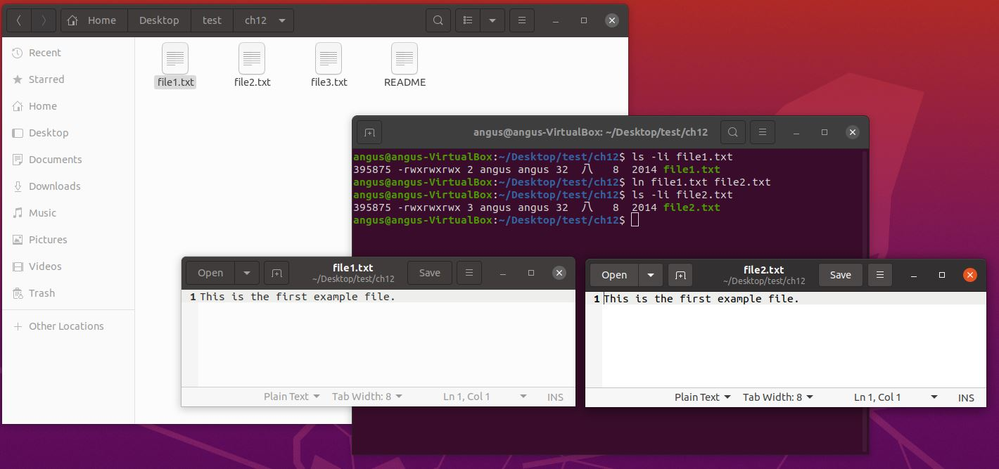 Home Desktop test ch12
Recent
Starred
Home
Desktop
Documents
Downloads
Music
Pictures
Videos
Trash
Other Locations
file1.txt file2.txt file3.txt README
angus@angus-VirtualBox: ~/Desktop/test/ch12
angus@angus-VirtualBox:~/Desktop/test/ch12$ ls -li file1.txt
395875 -rwxrwxrwx 2 angus angus 32 八 8 2014 file1.txt
angus@angus-VirtualBox:~/Desktop/test/ch12$ ln file1.txt file2.txt
angus@angus-VirtualBox:~/Desktop/test/ch12$ ls -li file2.txt
395875 -rwxrwxrwx 3 angus angus 32 八 8 2014 file2.txt
angus@angus-VirtualBox:~/Desktop/test/ch12$
Open file1.txt Save
~/Desktop/test/ch12
1 This is the first example file.
Plain Text Tab Width: 8 Ln 1, Col 1 INS
Open file2.txt Save
~/Desktop/test/ch12
1 This is the first example file.
Plain Text Tab Width: 8 Ln 1, Col 1 INS